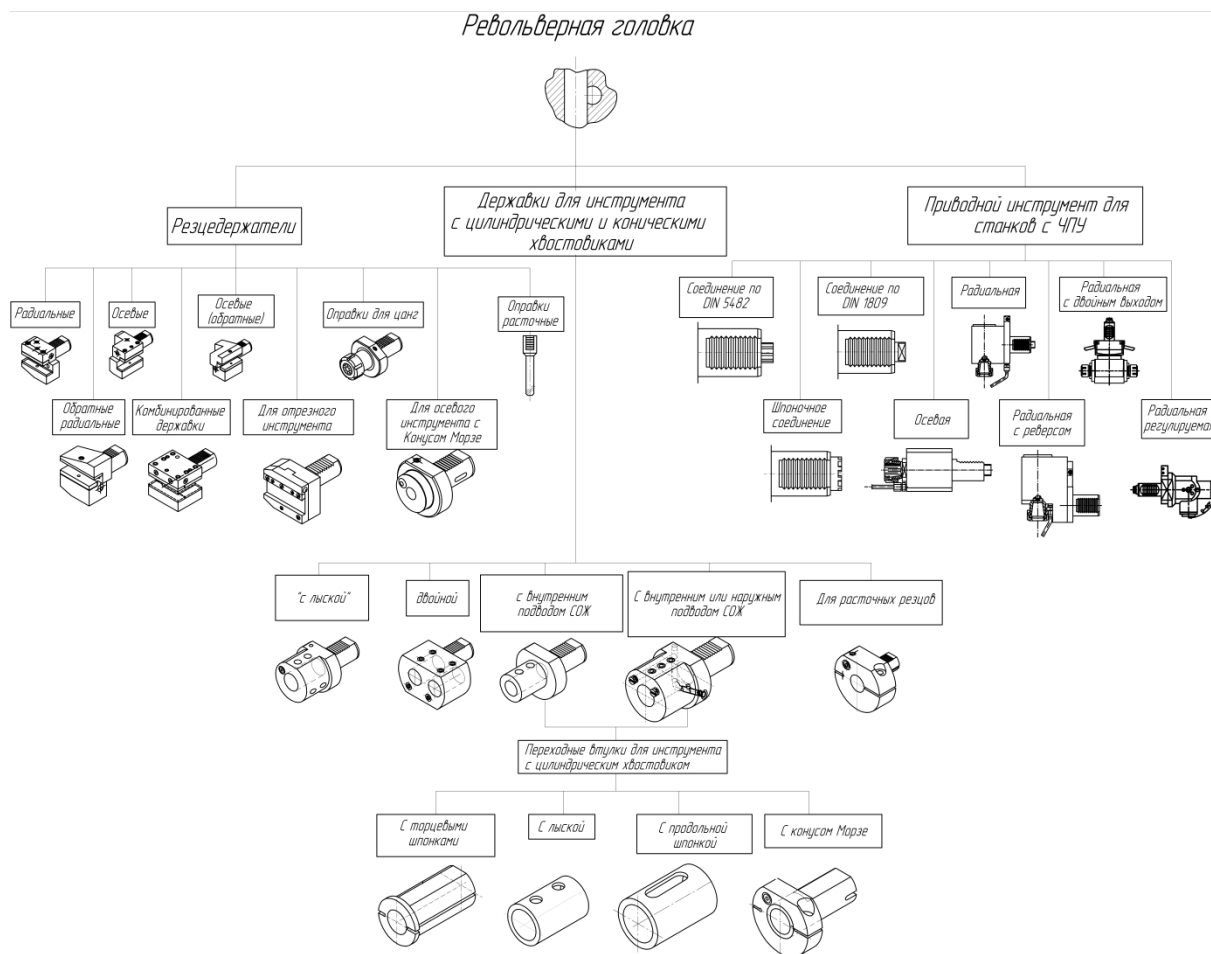 Револьверная головка
Резцедержатели
Державки для инструмента
с цилиндрическими и коническими
хвостовиками
Приводной инструмент для
станков с ЧПУ
Радиальные
Осевые
Осевые
(обратные)
Оправки для цанг
Оправки
расточные
Обратные
радиальные
Комбинированные
державки
Для отрезного
инструмента
Для осевого
инструмента с
Конусом Морзе
Соединение по
DIN 5482
Соединение по
DIN 1809
Радиальная
Радиальная
с двойным выходом
Шпоночное
соединение
Осевая
Радиальная
с реверсом
Радиальная
регулируемая
"с лыской"
двойной
с внутренним
подводом СОЖ
С внутренним или наружным
подводом СОЖ
Для расточных резцов
Переходные втулки для инструмента
с цилиндрическим хвостовиком
С торцевыми
шпонками
С лыской
С продольной
шпонкой
С конусом Морзе